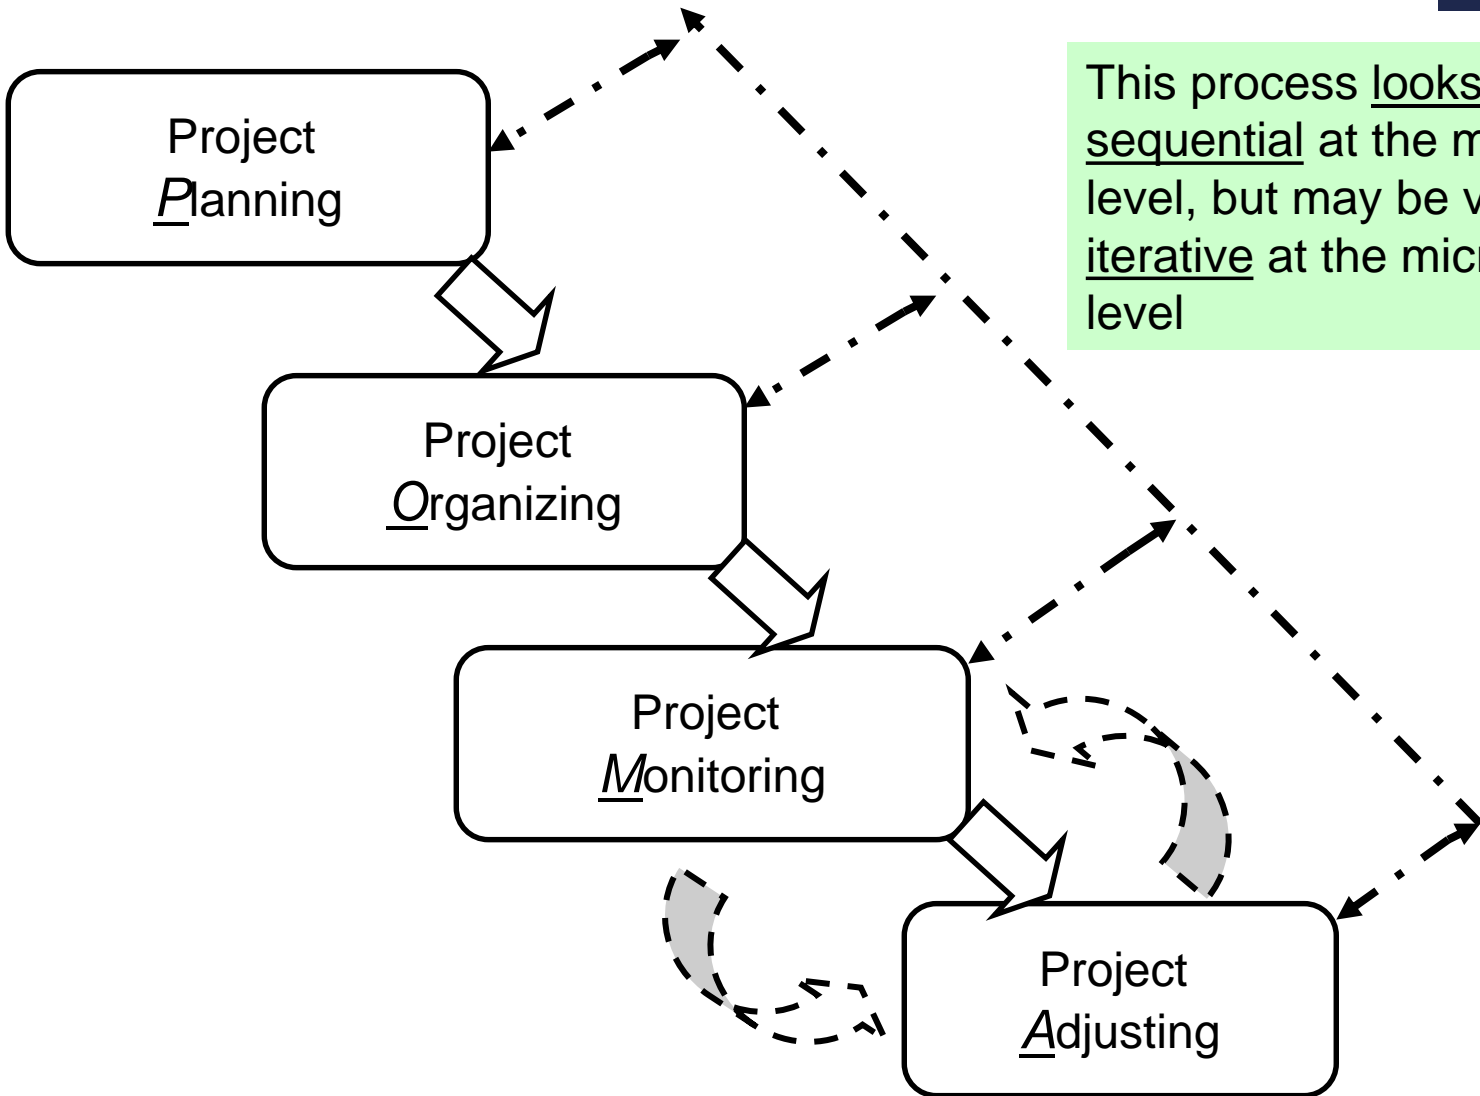 Project
Planning
This process looks
sequential at the
level, but may be
iterative at the
level
Project
Organizing
Project
Monitoring
Project
Adjusting